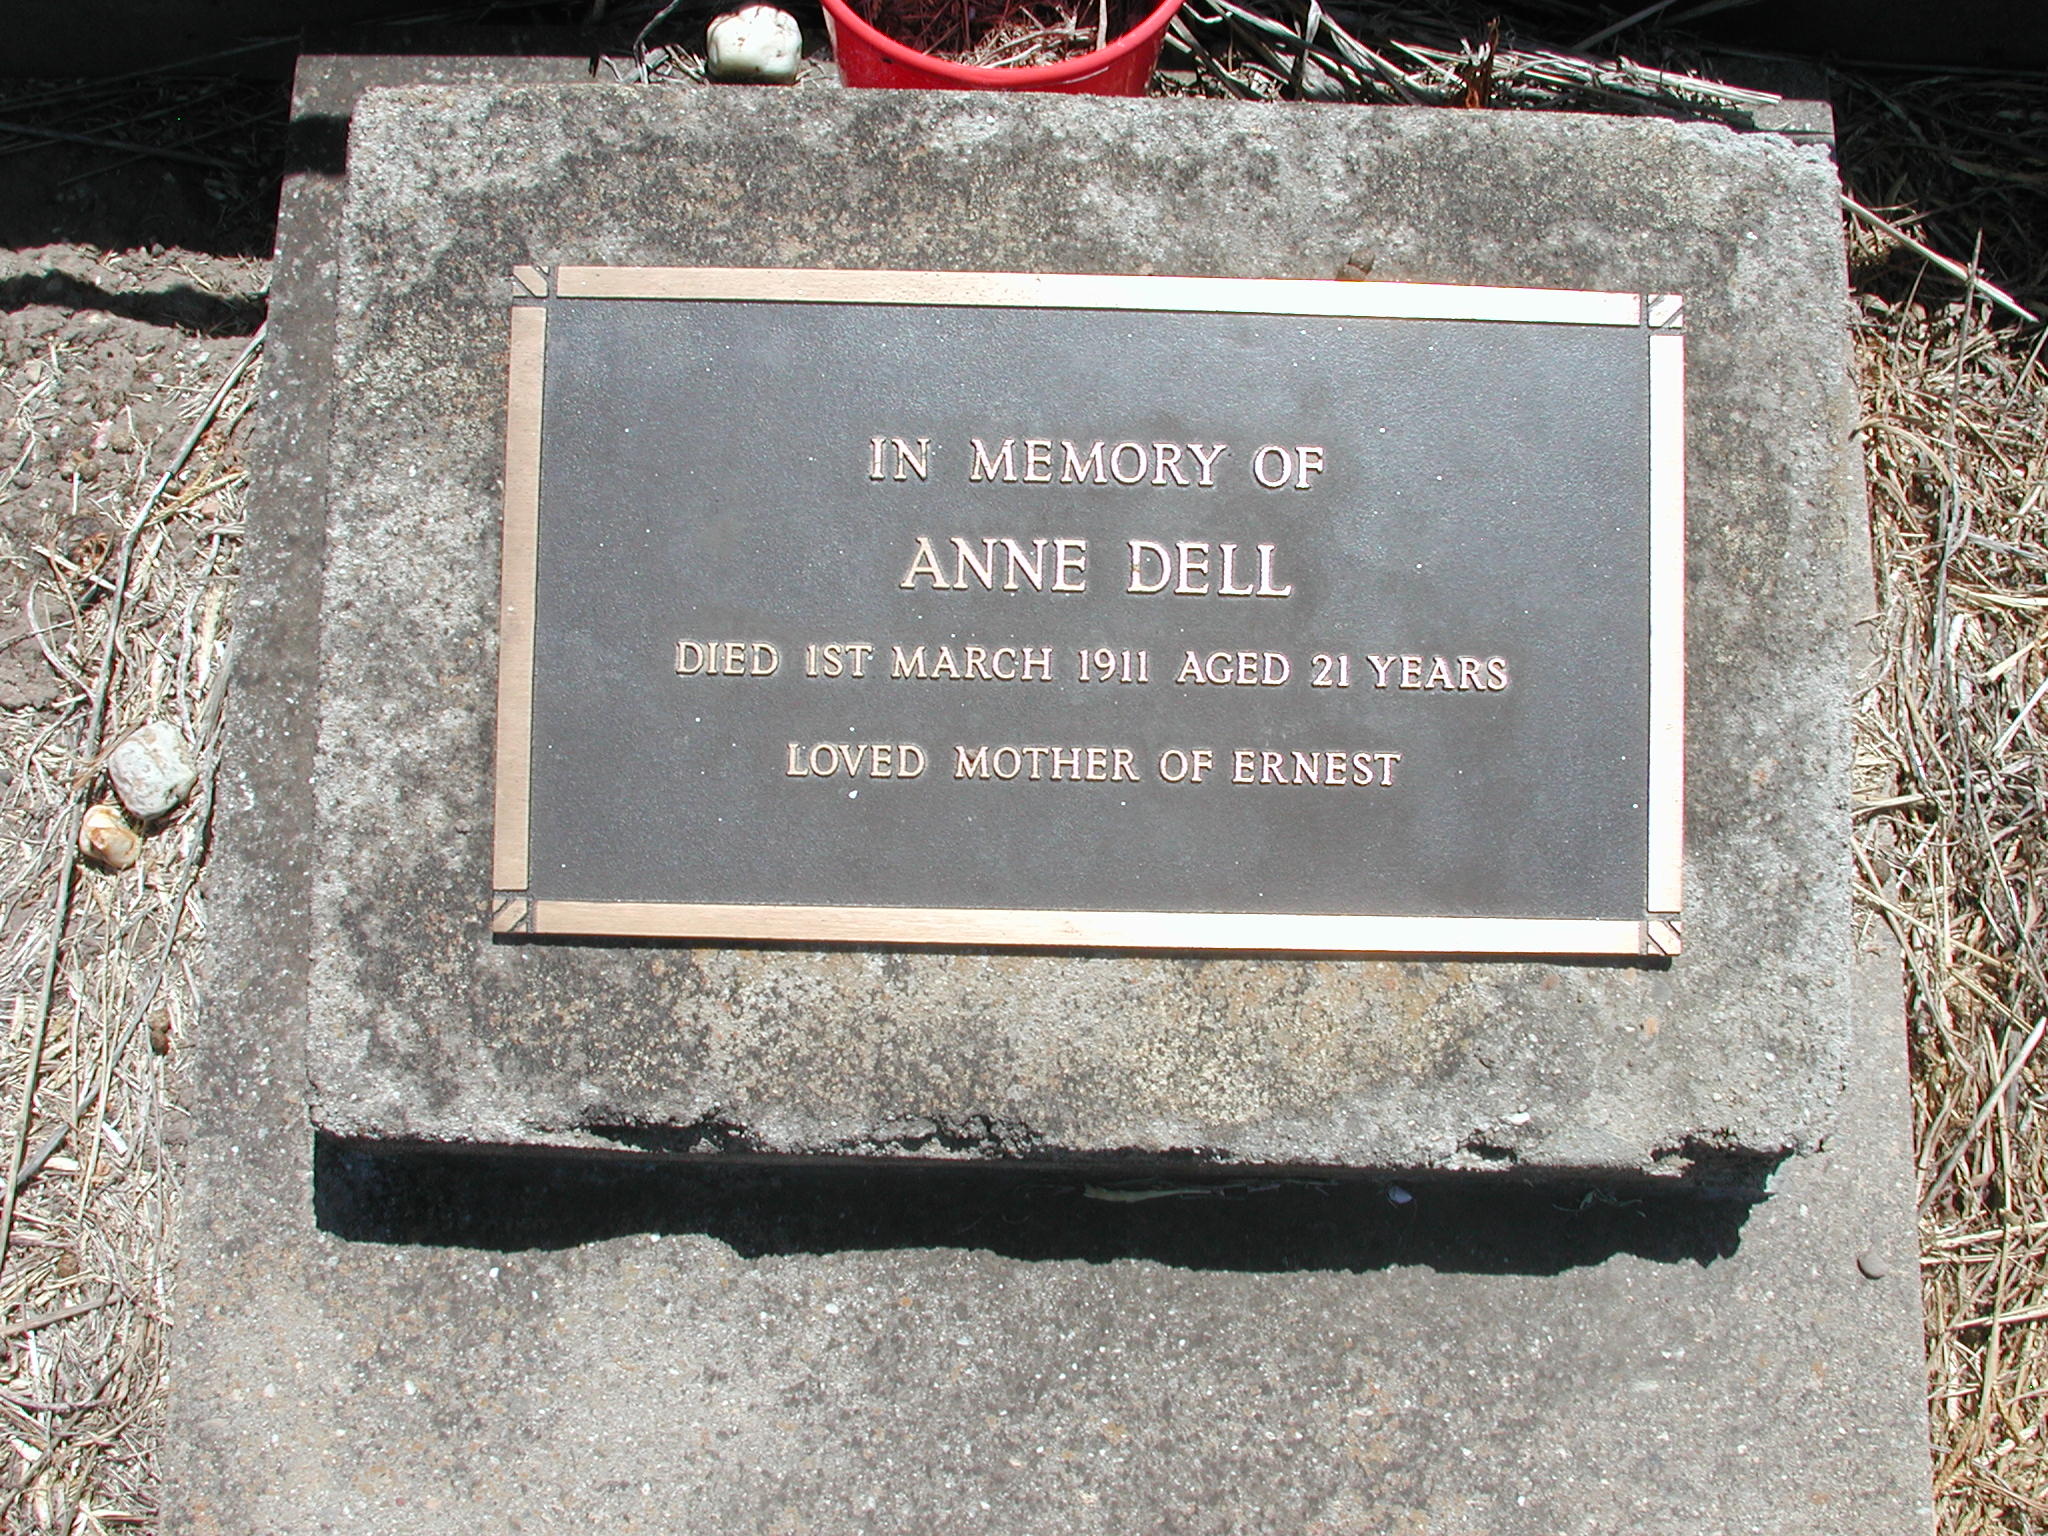 IN MEMORY OF
ANNE DELL
DIED 1ST MARCH 1911 AGED 21 YEARS
LOVED MOTHER OF ERNEST